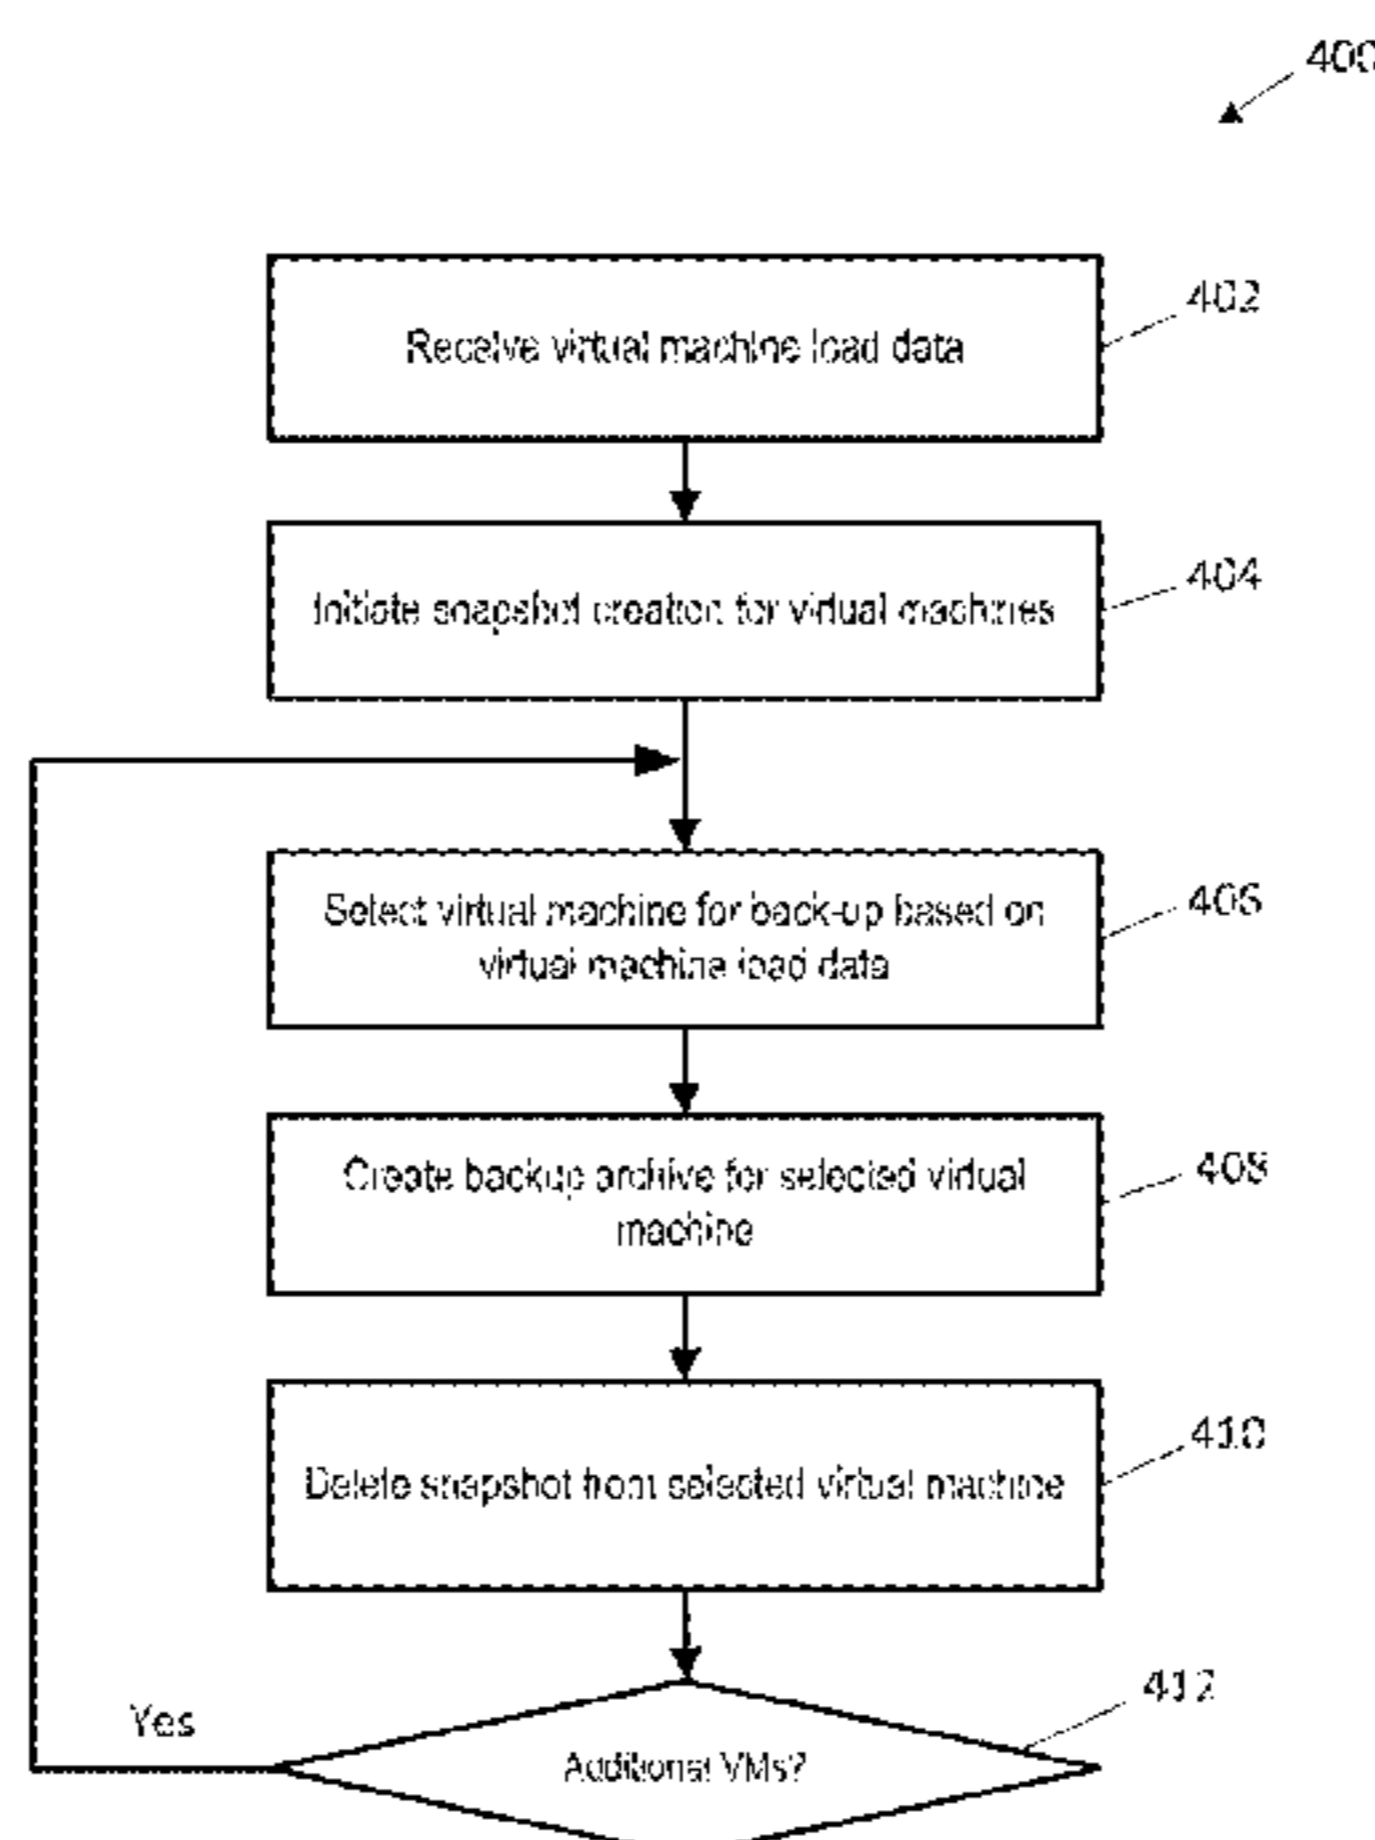 400
402
Receive virtual machine load data
404
Initiate snapshot creation for virtual machines
406
Select virtual machine for back-up based on
virtual machine load data
408
Create backup archive for selected virtual
machine
410
Delete snapshot from selected virtual machine
412
Yes
Additional VMs?